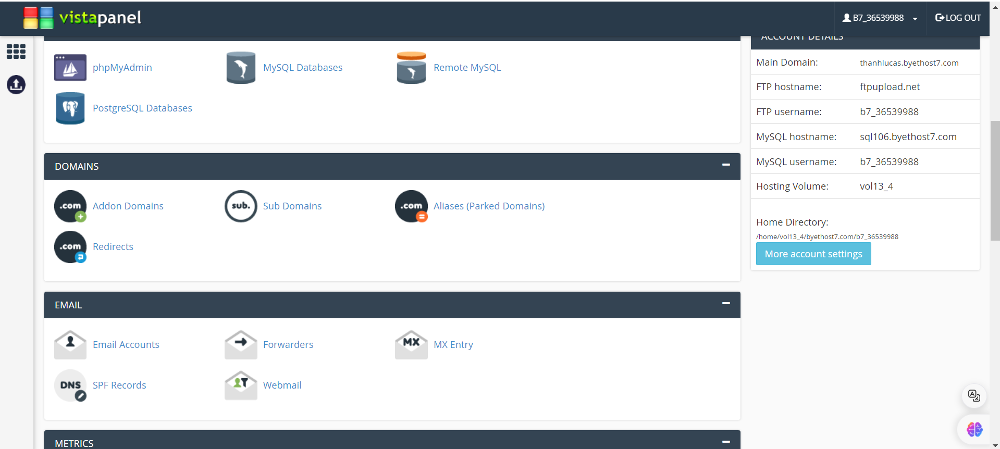 vistapanel
B7_36539988
LOG OUT
phpMyAdmin
MySQL Databases
Remote MySQL
PostgreSQL Databases
DOMAINS
.com
Addon Domains
sub.
Sub Domains
.com
Aliases (Parked Domains)
.com
Redirects
EMAIL
Email Accounts
Forwarders
MX
MX Entry
DNS
SPF Records
Webmail
METRICS
ACCOUNT DETAILS
Main Domain: thanhlucas.byethost7.com
FTP hostname: ftpupload.net
FTP username: b7_36539988
MySQL hostname: sql106.byethost7.com
MySQL username: b7_36539988
Hosting Volume: vol13_4
Home Directory:
/home/vol13_4/byethost7.com/b7_36539988
More account settings